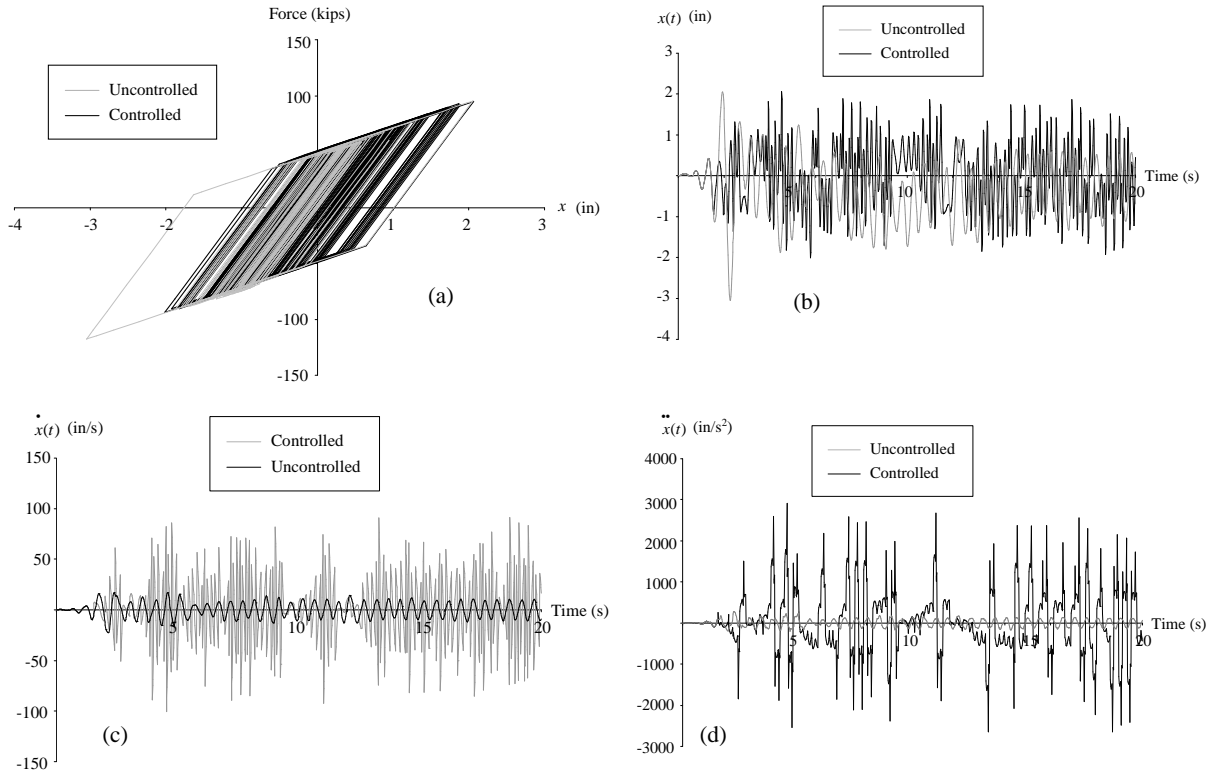 Force (kips)
150
100
-100
-150
-4
-3
-2
1
2
3
x (in)
Uncontrolled
Controlled
(a)
x(t) (in)
3
2
1
-1
-2
-3
-4
5
10
15
20
Time (s)
Uncontrolled
Controlled
(b)
ẋ(t) (in/s)
150
100
50
0
-50
-100
-150
5
10
15
20
Time (s)
Controlled
Uncontrolled
(c)
ẍ(t) (in/s²)
4000
3000
2000
1000
0
-1000
-2000
-3000
5
10
15
20
Time (s)
Uncontrolled
Controlled
(d)